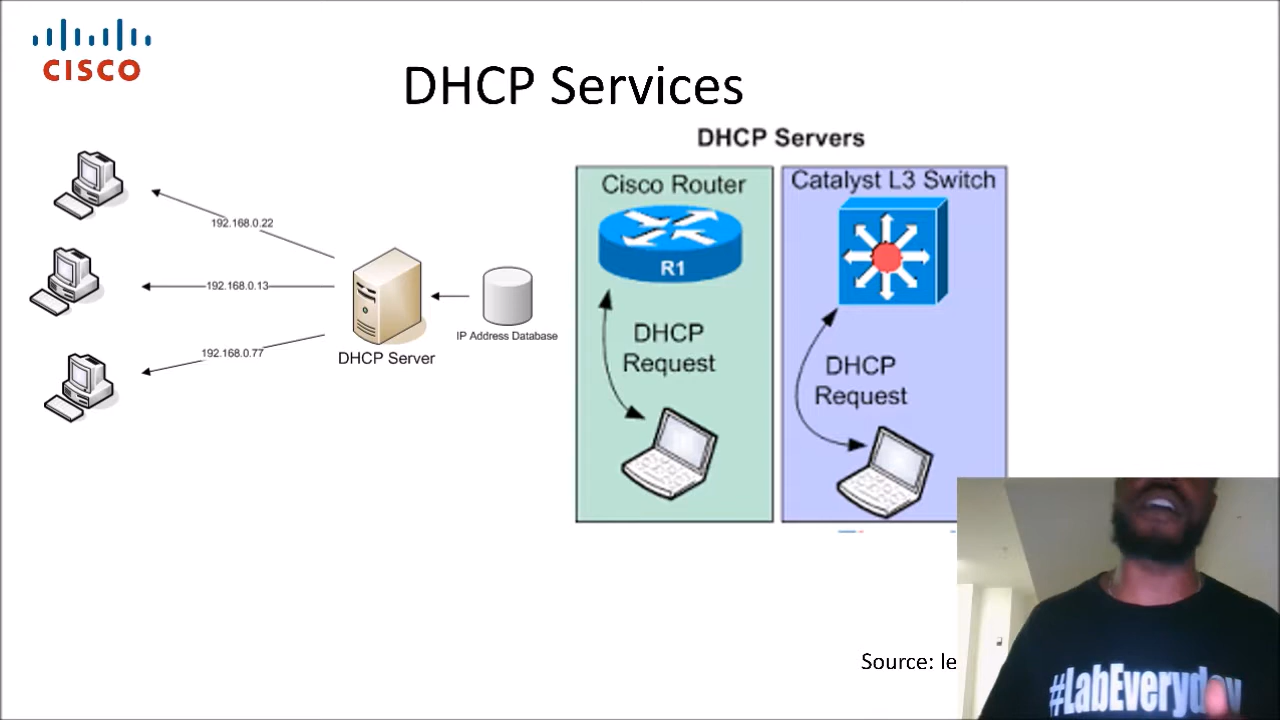 CISCO
DHCP Services
DHCP Servers
192.168.0.22
192.168.0.13
192.168.0.77
DHCP Server
IP Address Database
Cisco Router
R1
DHCP
Request
Catalyst L3 Switch
DHCP
Request
Source:
#LabEveryday